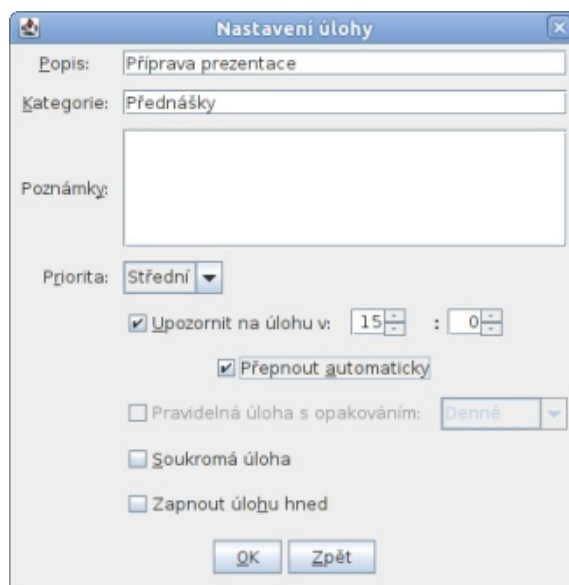 Nastavení úlohy
Popis: Příprava prezentace
Kategorie: Přednášky
Poznámky:
Priorita: Střední
Upozornit na úlohu v: 15 : 0
Přepnout automaticky
Pravidelná úloha s opakováním: Denně
Soukromá úloha
Zapnout úlohu hned
OK Zpět